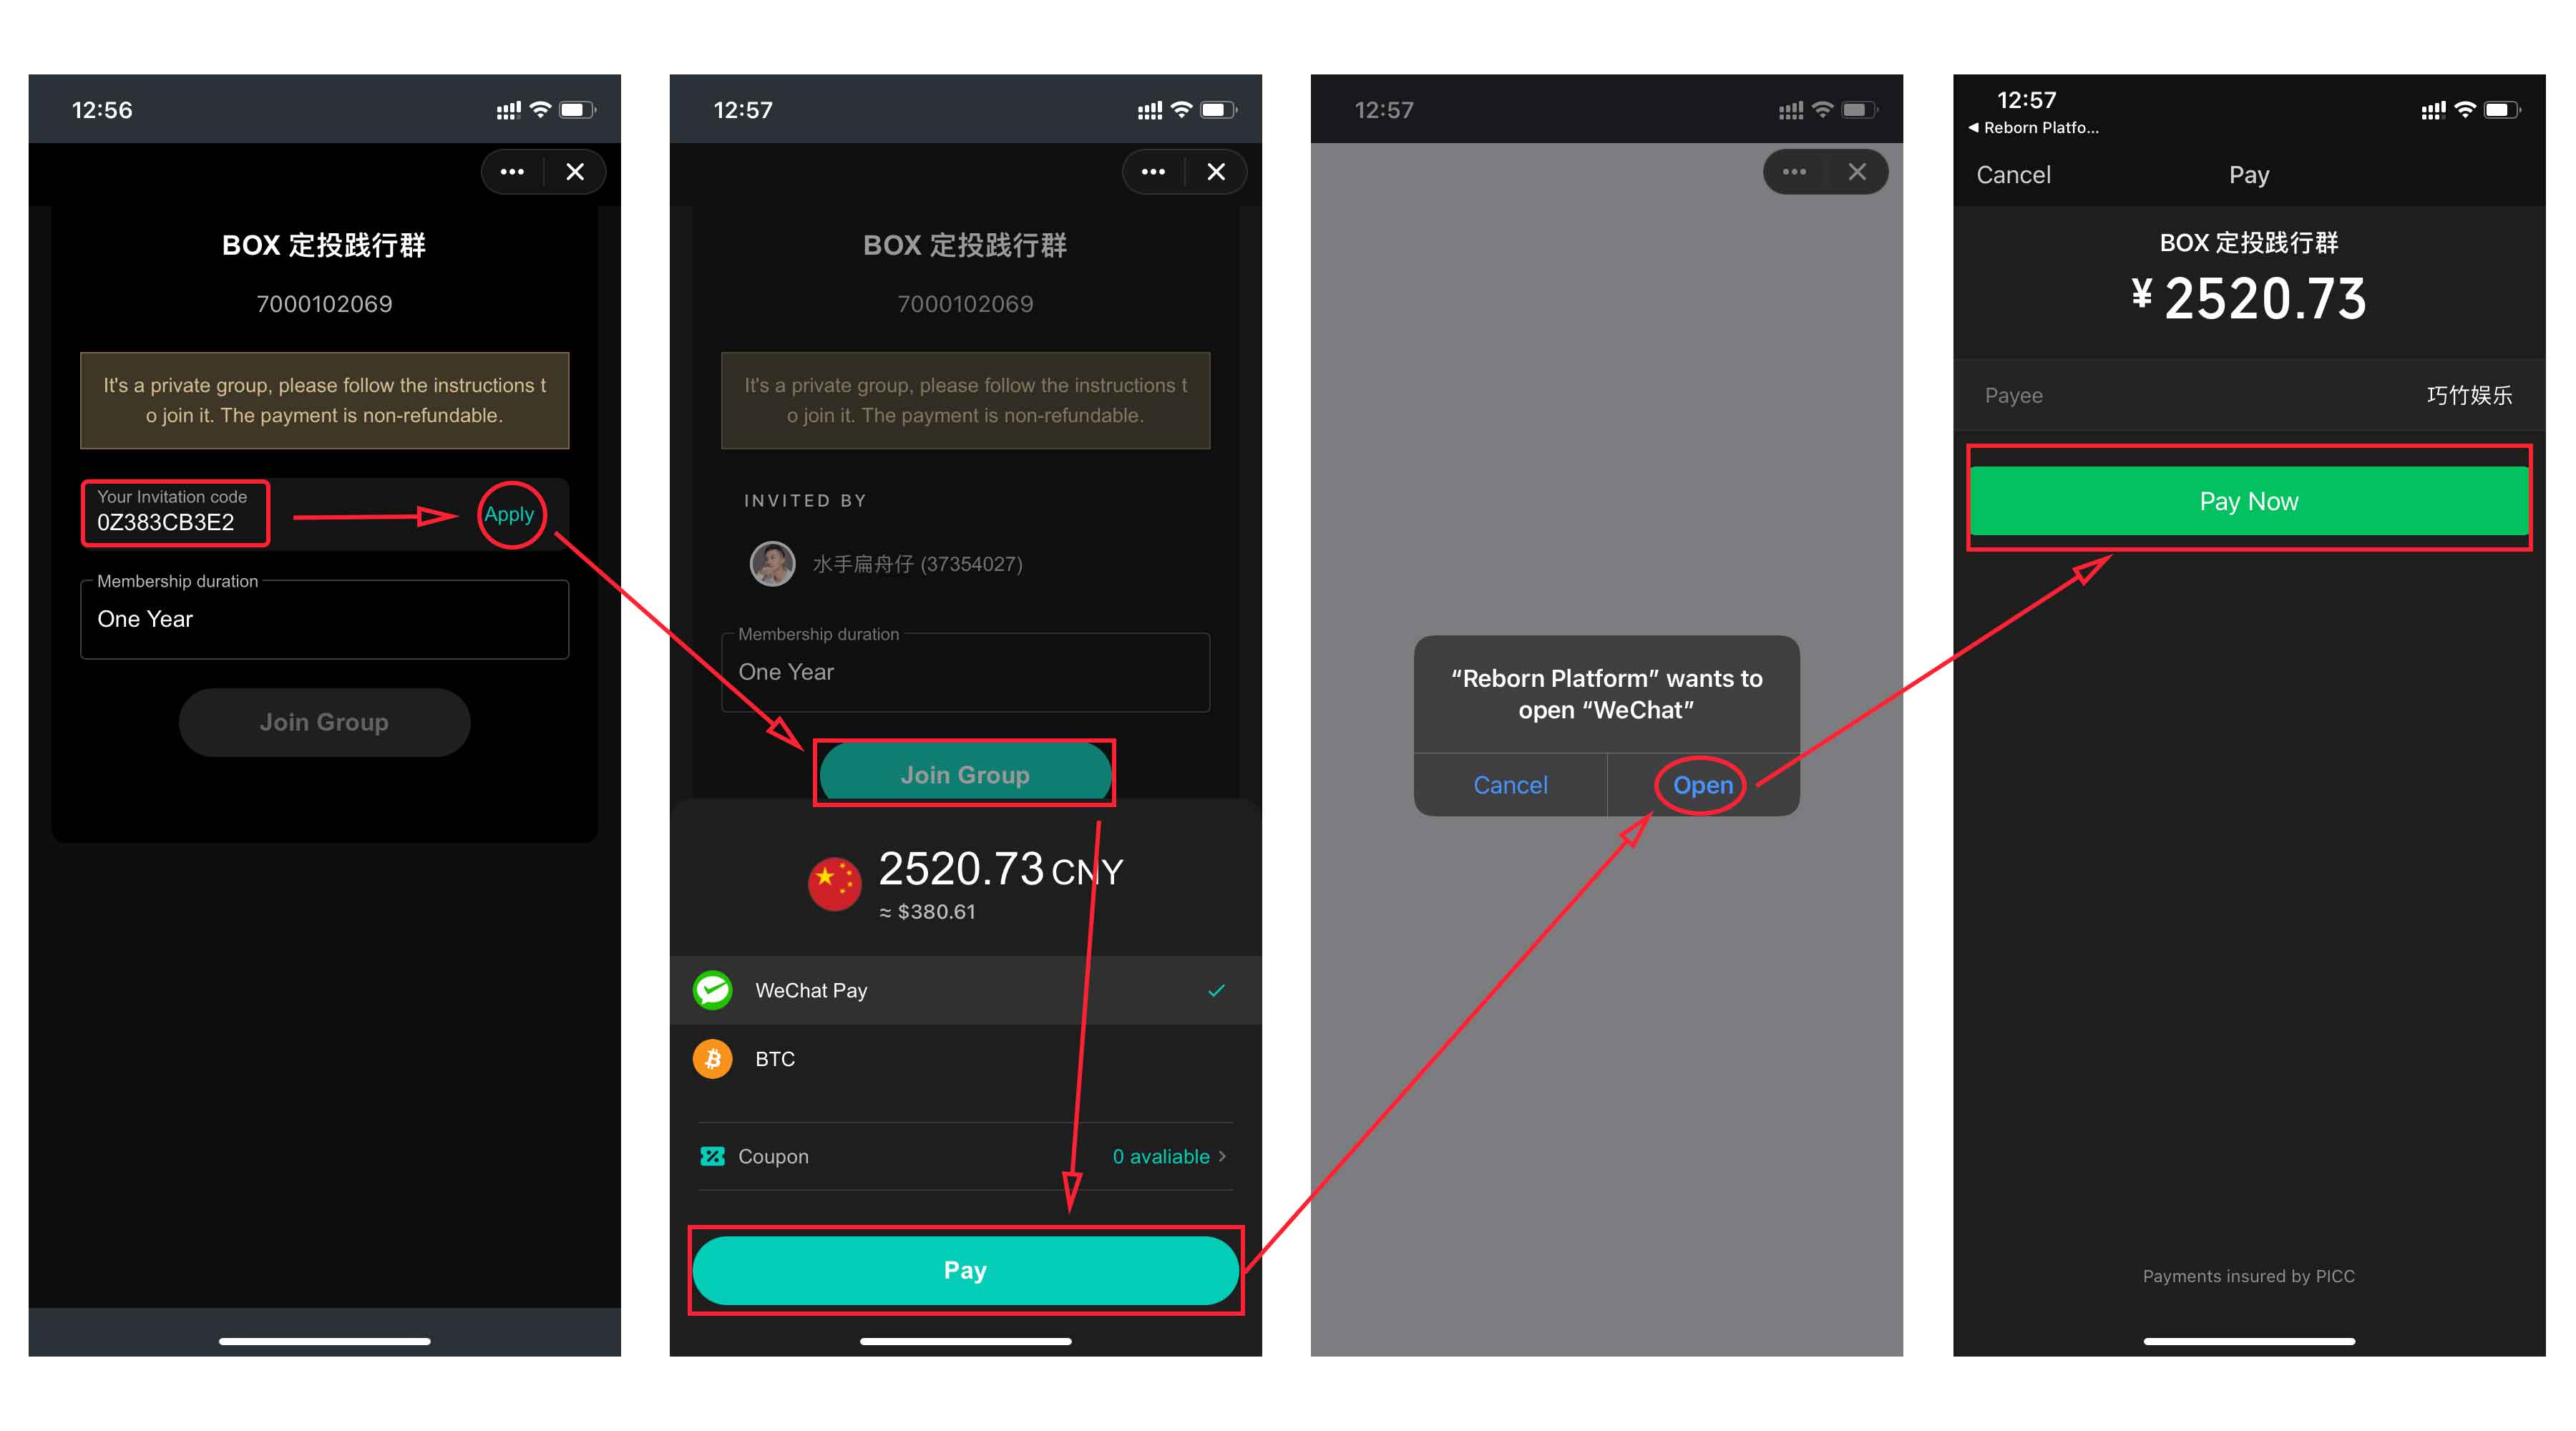 12:56
BOX 定投践行群
7000102069
It's a private group, please follow the instructions t
o join it. The payment is non-refundable.
Your Invitation code
0Z383CB3E2
Apply
Membership duration
One Year
Join Group
12:57
BOX 定投践行群
7000102069
It's a private group, please follow the instructions t
o join it. The payment is non-refundable.
INVITED BY
水手扁舟仔 (37354027)
Membership duration
One Year
Join Group
2520.73 CNY
≈ $380.61
WeChat Pay
BTC
Coupon
0 avaliable
Pay
12:57
“Reborn Platform” wants to
open “WeChat”
Cancel
Open
12:57
Reborn Platfo...
Cancel
Pay
BOX 定投践行群
¥ 2520.73
Payee
巧竹娱乐
Pay Now
Payments insured by PICC